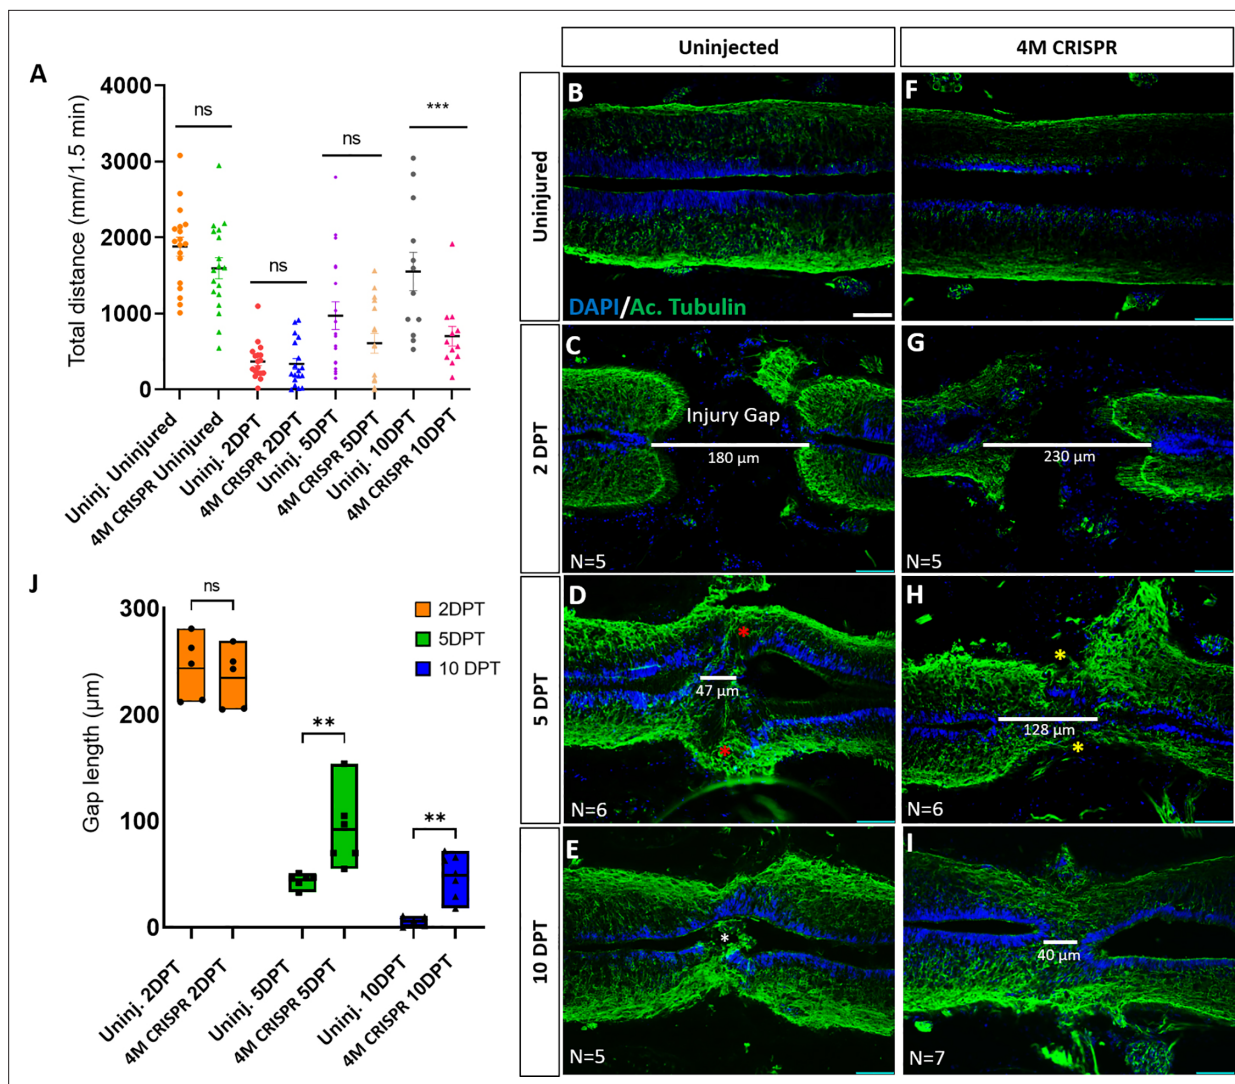 Uninjected
4M CRISPR
A
Total distance (mm/1.5 min)
4000
3000
2000
1000
0
ns
ns
ns
***
Uninj. Uninjured
4M CRISPR Uninjured
Uninj. 2DPT
4M CRISPR 2DPT
Uninj. 5DPT
4M CRISPR 5DPT
Uninj. 10DPT
4M CRISPR 10DPT
Uninjured
B
DAPI/Ac. Tubulin
F
2 DPT
C
Injury Gap
180 µm
N=5
G
230 µm
N=5
5 DPT
D
*
47 µm
*
N=6
H
*
128 µm
*
N=6
10 DPT
E
*
N=5
I
40 µm
N=7
J
Gap length (µm)
300
200
100
0
ns
**
**
2DPT
5DPT
10 DPT
Uninj. 2DPT
4M CRISPR 2DPT
Uninj. 5DPT
4M CRISPR 5DPT
Uninj. 10DPT
4M CRISPR 10DPT